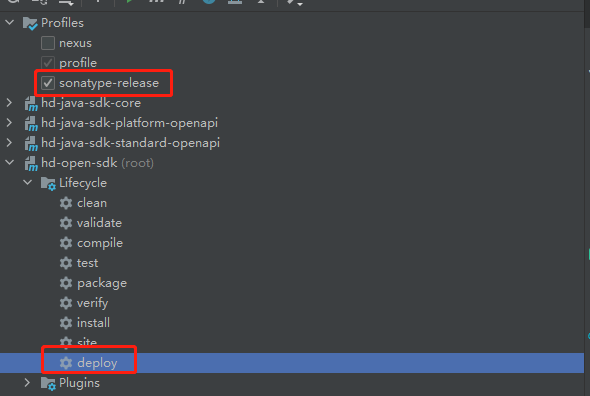 Profiles
nexus
profile
sonatype-release
hd-java-sdk-core
hd-java-sdk-platform-openapi
hd-java-sdk-standard-openapi
hd-open-sdk (root)
Lifecycle
clean
validate
compile
test
package
verify
install
site
deploy
Plugins